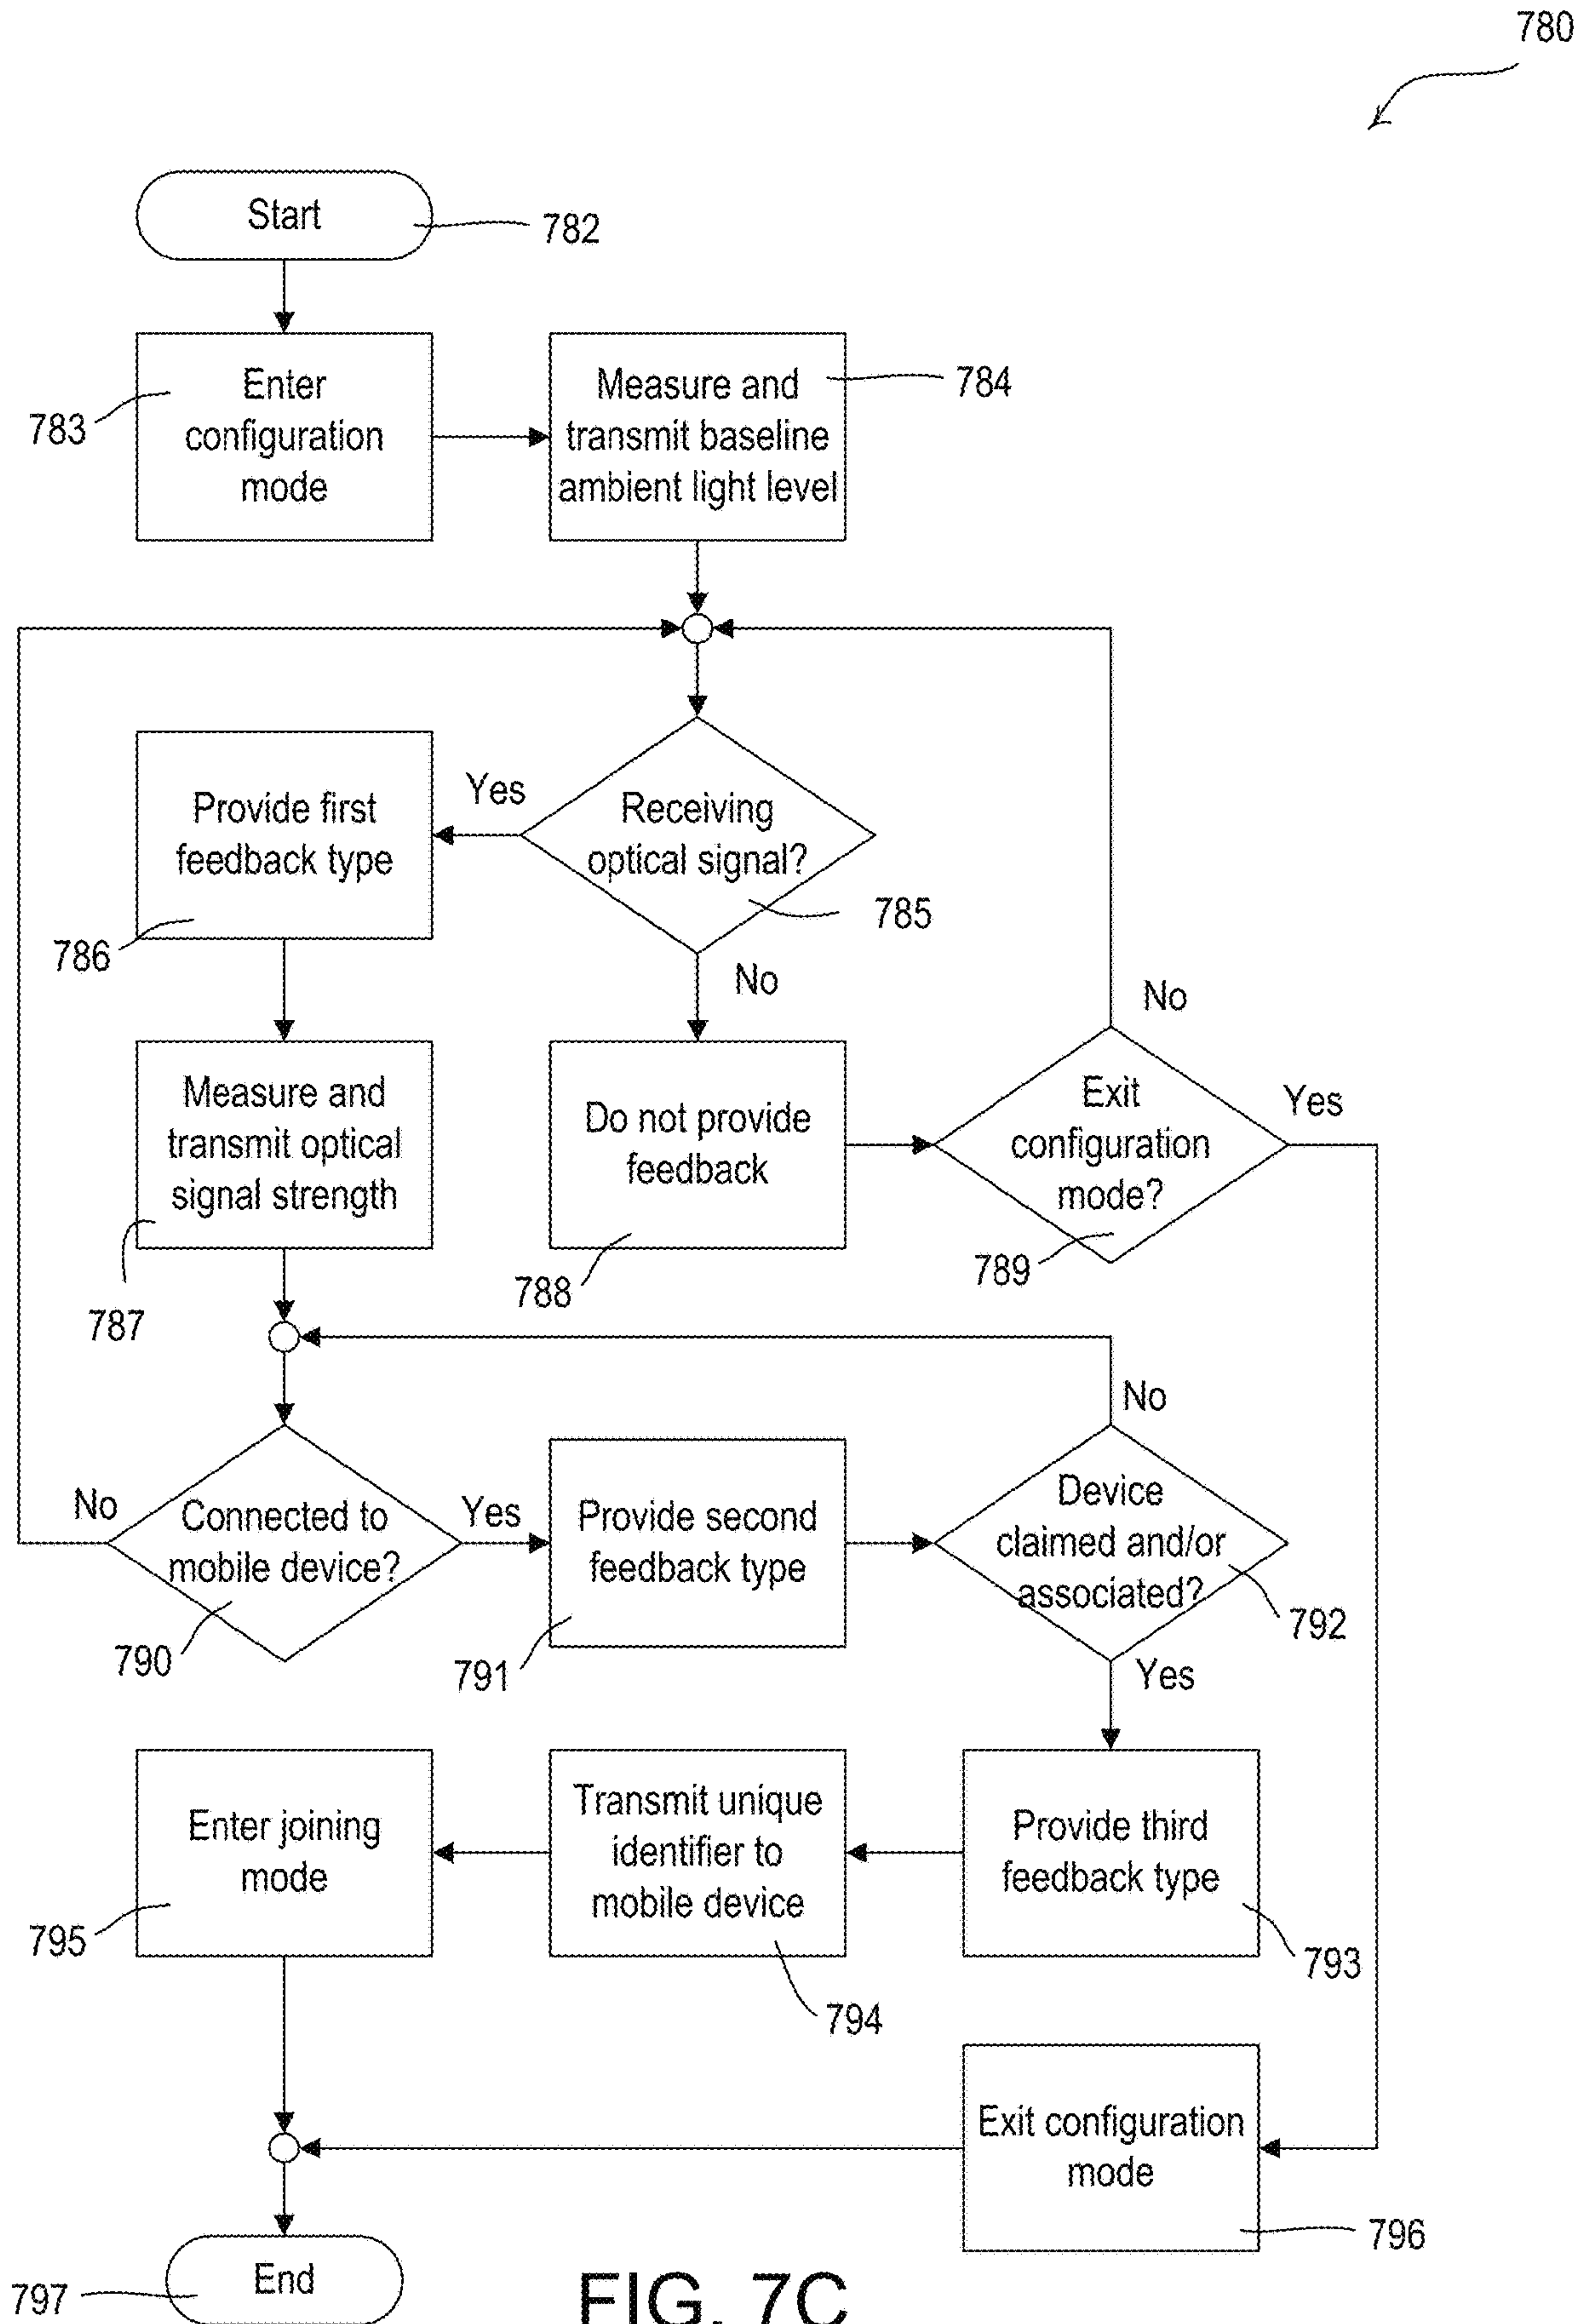 780
Start
782
Enter
configuration
mode
783
Measure and
transmit baseline
ambient light level
784
Provide first
feedback type
786
Yes
Receiving
optical signal?
785
No
Measure and
transmit optical
signal strength
787
Do not provide
feedback
788
No
Exit
configuration
mode?
789
Yes
No
Connected to
mobile device?
790
Yes
Provide second
feedback type
791
No
Device
claimed and/or
associated?
792
Yes
Enter joining
mode
795
Transmit unique
identifier to
mobile device
794
Provide third
feedback type
793
Exit configuration
mode
796
End
797
FIG. 7C